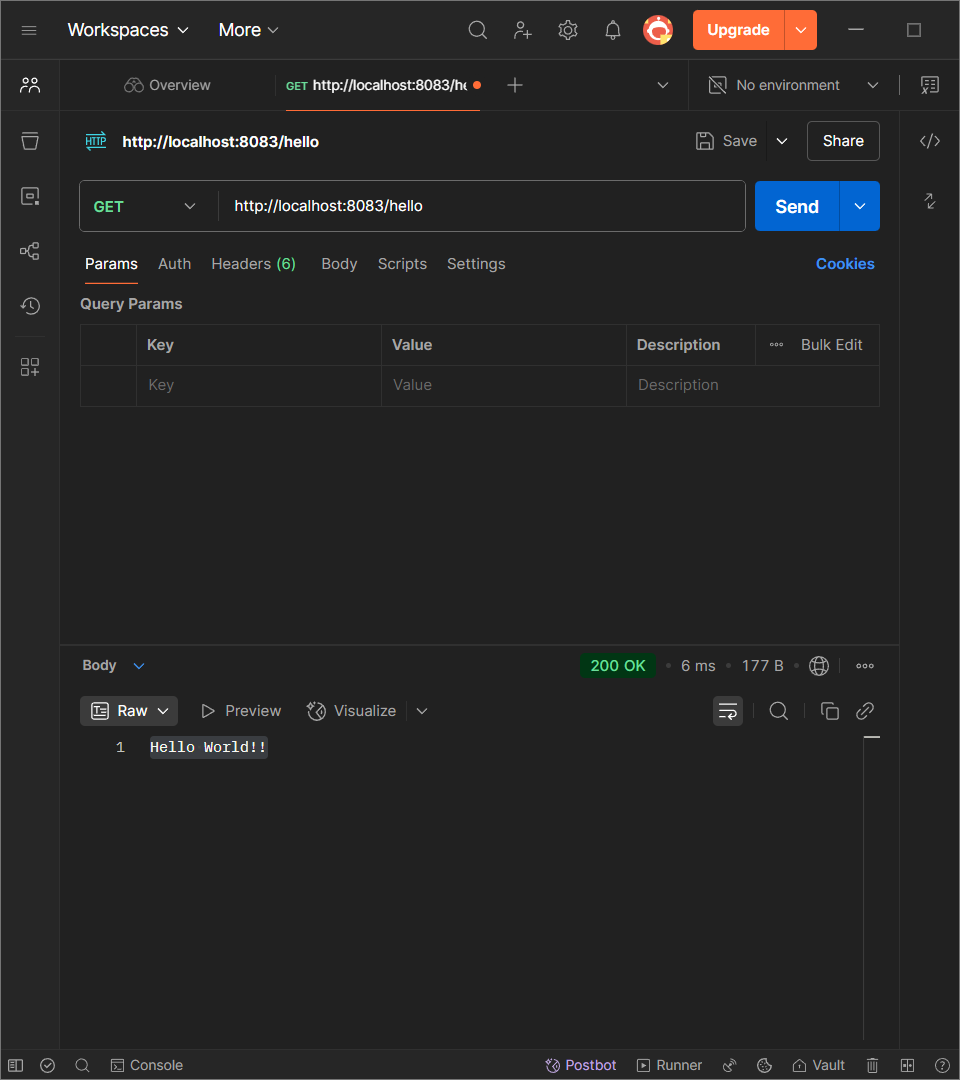 Workspaces More Upgrade
Overview GET http://localhost:8083/he No environment
HTTP http://localhost:8083/hello Save Share
GET http://localhost:8083/hello Send
Params Auth Headers (6) Body Scripts Settings Cookies
Query Params
Key Value Description Bulk Edit
Key Value Description
Body 200 OK 6 ms 177 B
Raw Preview Visualize
1 Hello World!!
Console Postbot Runner Vault